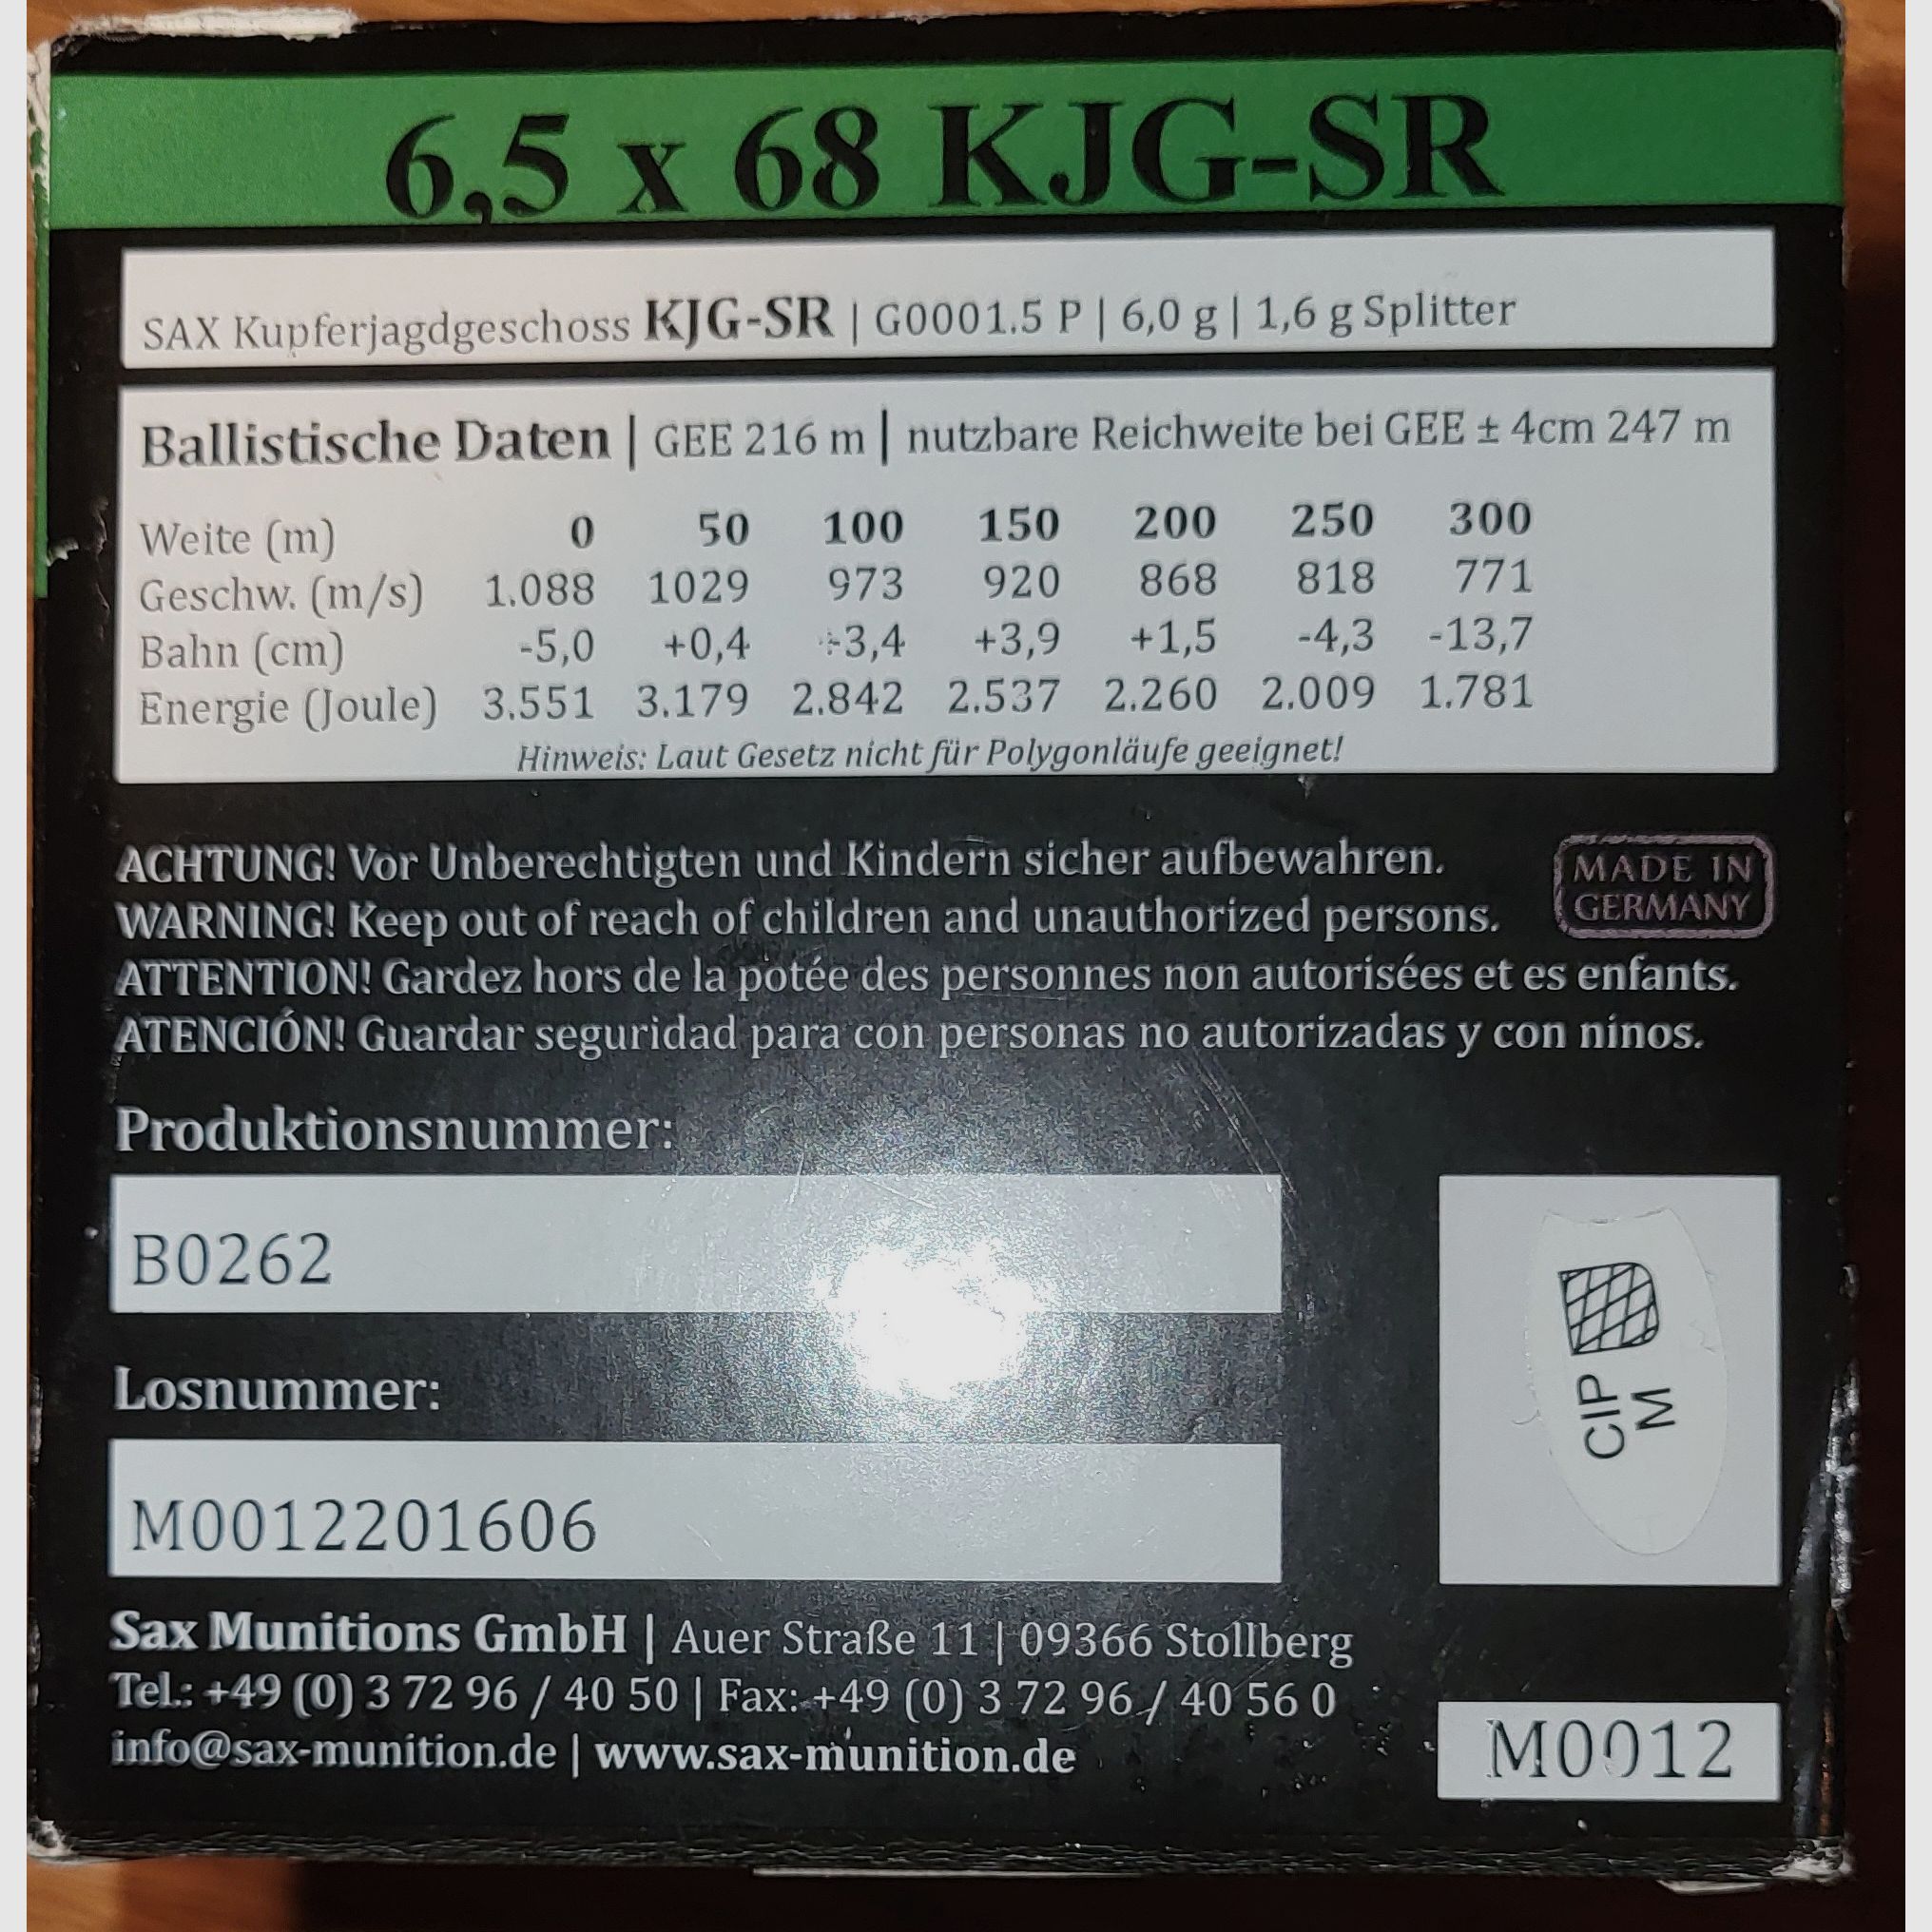 6,5 x 68 KJG-SR
SAX Kupferjagdgeschoss KJG-SR | G0001.5 P | 6,0 g | 1,6 g Splitter
Ballistische Daten | GEE 216 m | nutzbare Reichweite bei GEE ± 4cm 247 m
Weite (m) 0 50 100 150 200 250 300
Geschw. (m/s) 1.088 1029 973 920 868 818 771
Bahn (cm) -5,0 +0,4 +3,4 +3,9 +1,5 -4,3 -13,7
Energie (Joule) 3.551 3.179 2.842 2.537 2.260 2.009 1.781
Hinweis: Laut Gesetz nicht für Polygonläufe geeignet!
ACHTUNG! Vor Unberechtigten und Kindern sicher aufbewahren.
WARNING! Keep out of reach of children and unauthorized persons.
ATTENTION! Gardez hors de la potée des personnes non autorisées et es enfants.
ATENCIÓN! Guardar seguridad para con personas no autorizadas y con ninos.
MADE IN
GERMANY
Produktionsnummer:
B0262
Losnummer:
M0012201606
CIP
M
Sax Munitions GmbH | Auer Straße 11 | 09366 Stollberg
Tel.: +49 (0) 3 72 96 / 40 50 | Fax: +49 (0) 3 72 96 / 40 56 0
info@sax-munition.de | www.sax-munition.de
M0012